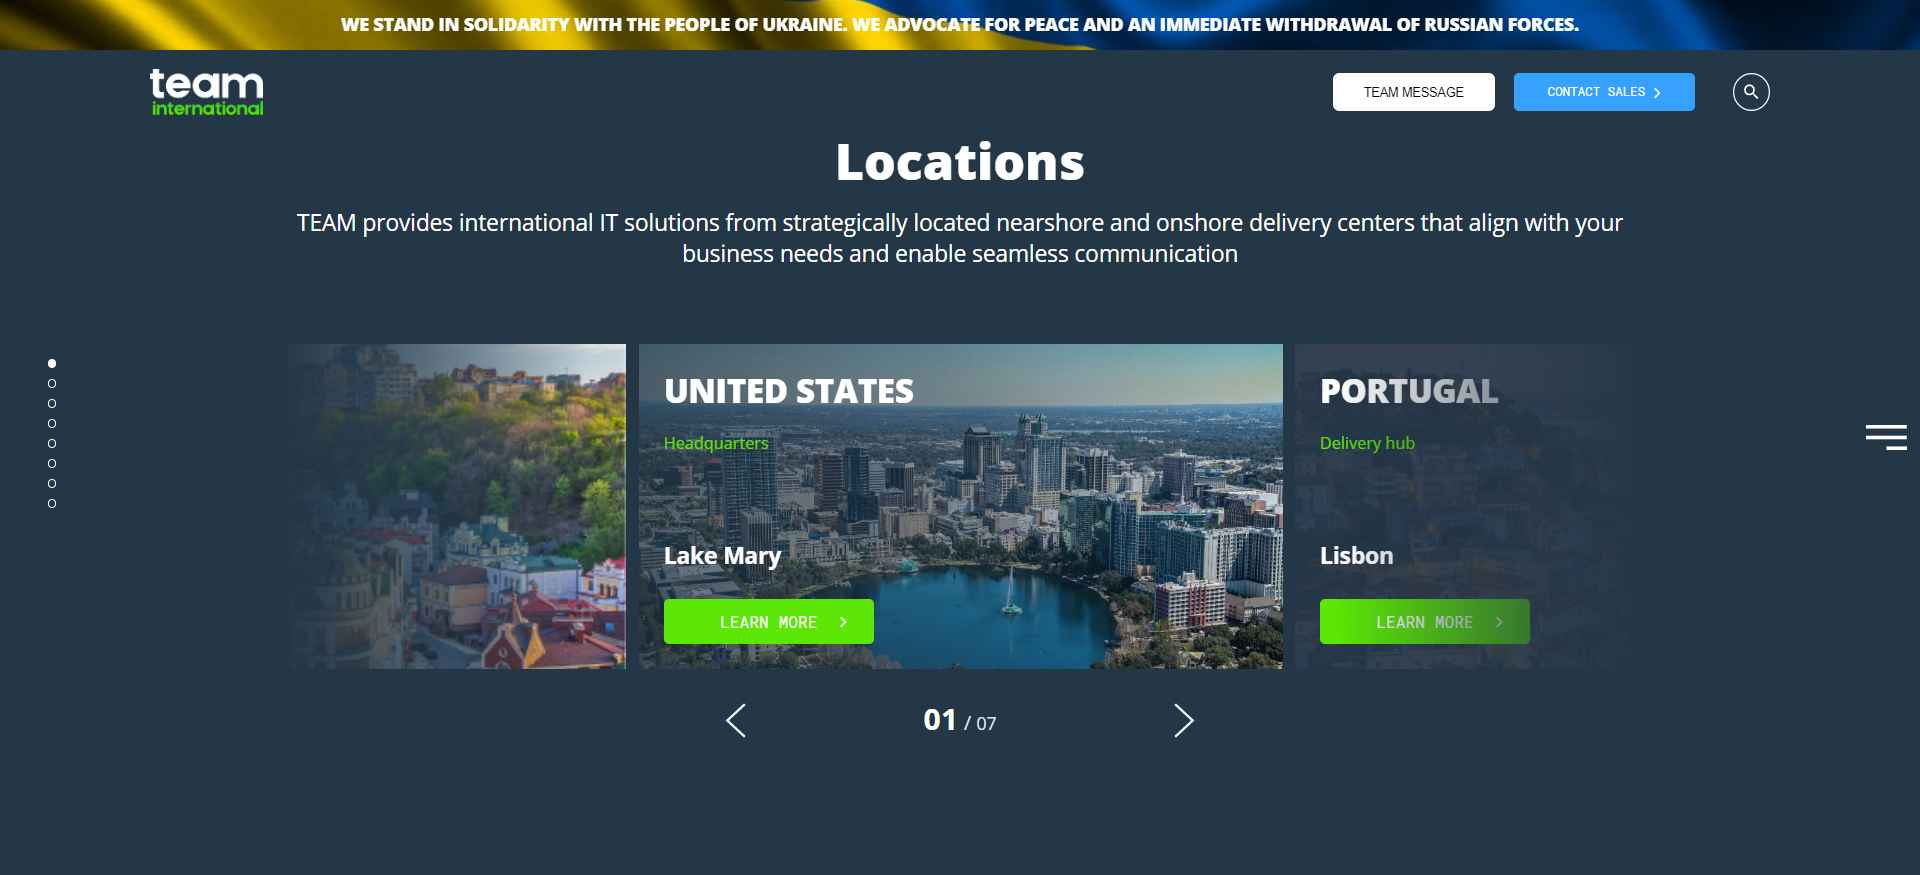 WE STAND IN SOLIDARITY WITH THE PEOPLE OF UKRAINE. WE ADVOCATE FOR PEACE AND AN IMMEDIATE WITHDRAWAL OF RUSSIAN FORCES.
team
international
TEAM MESSAGE
CONTACT SALES
Locations
TEAM provides international IT solutions from strategically located nearshore and onshore delivery centers that align with your
business needs and enable seamless communication
UNITED STATES
Headquarters
Lake Mary
LEARN MORE
PORTUGAL
Delivery hub
Lisbon
LEARN MORE
01 / 07